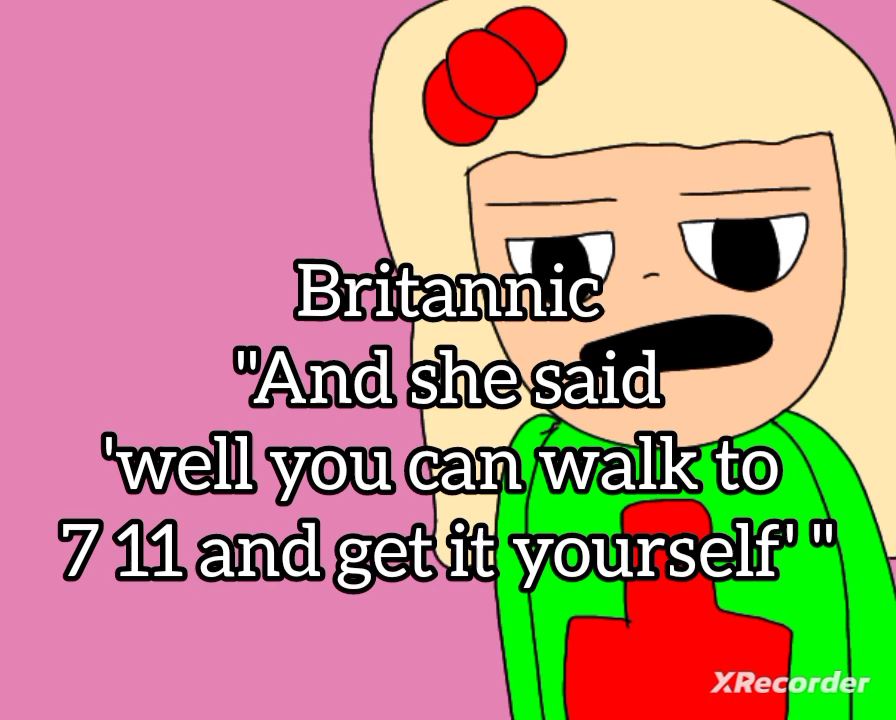 Britannic
"And she said
'well you can walk to
7 11 and get it yourself' "
XRecorder